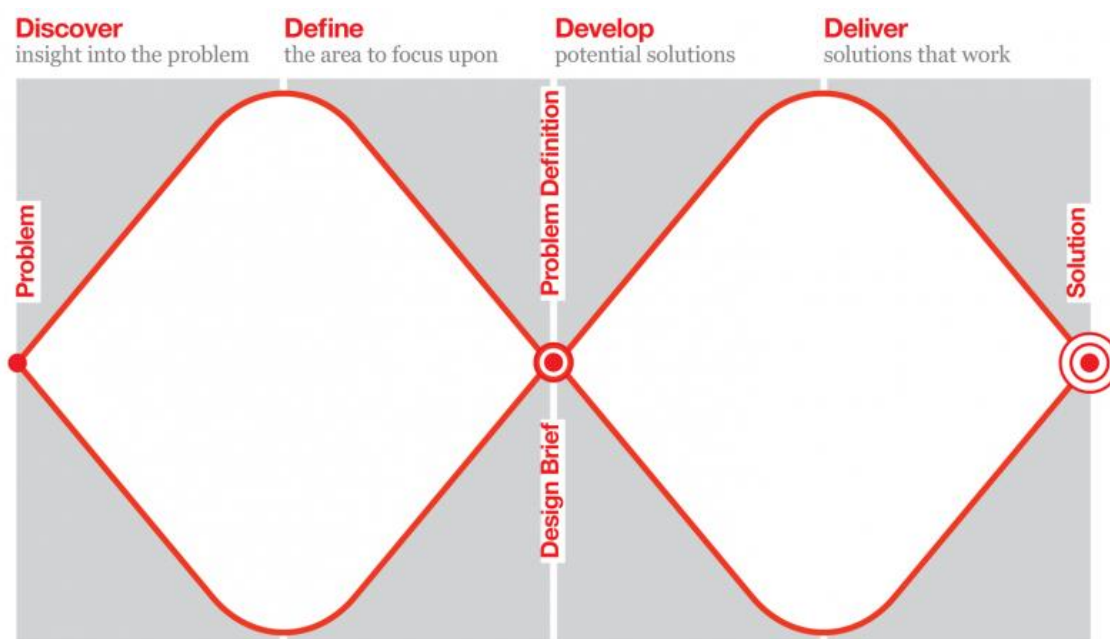 Discover
insight into the problem
Define
the area to focus upon
Develop
potential solutions
Deliver
solutions that work
Problem
Problem Definition
Design Brief
Solution